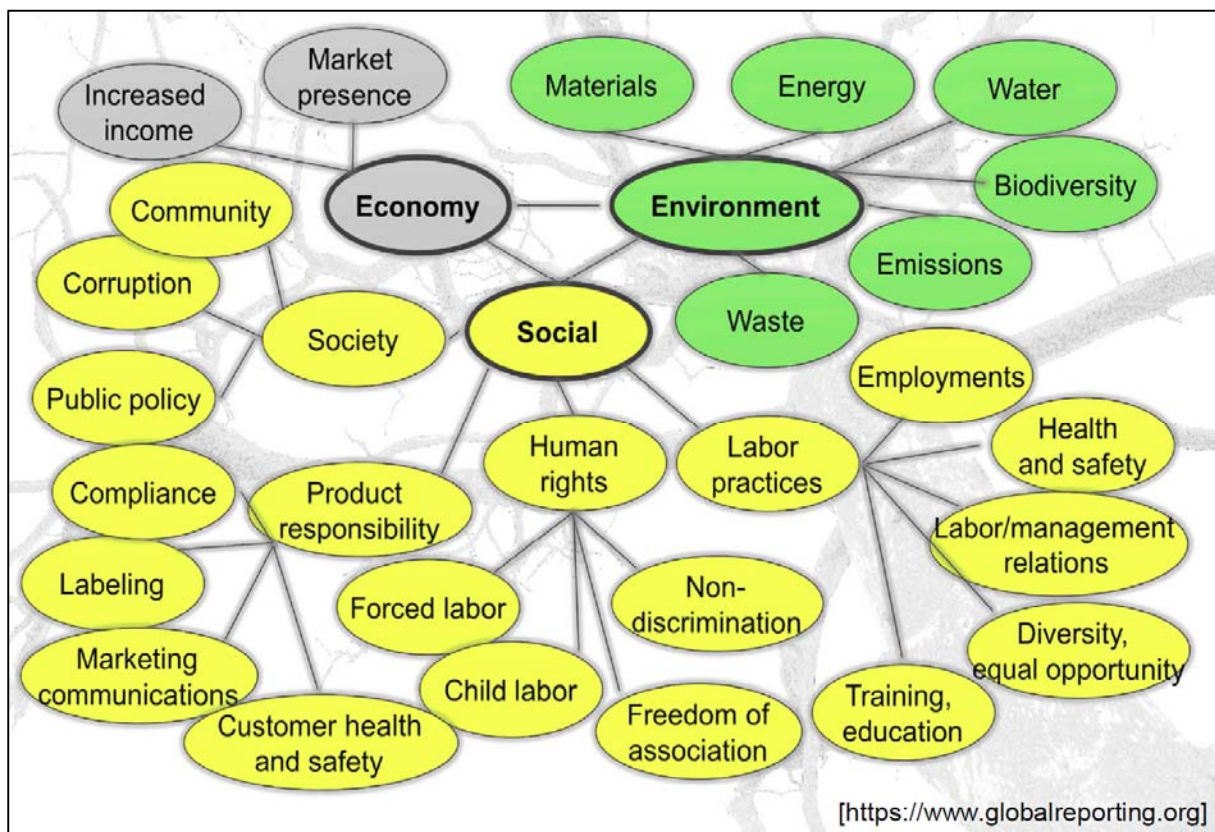 Market
presence
Increased
income
Materials
Energy
Water
Economy
Environment
Biodiversity
Community
Corruption
Emissions
Society
Social
Waste
Public policy
Employments
Human
rights
Labor
practices
Health
and safety
Compliance
Product
responsibility
Labor/management
relations
Labeling
Forced labor
Non-
discrimination
Diversity,
equal opportunity
Marketing
communications
Child labor
Training,
education
Customer health
and safety
Freedom of
association
[https://www.globalreporting.org]